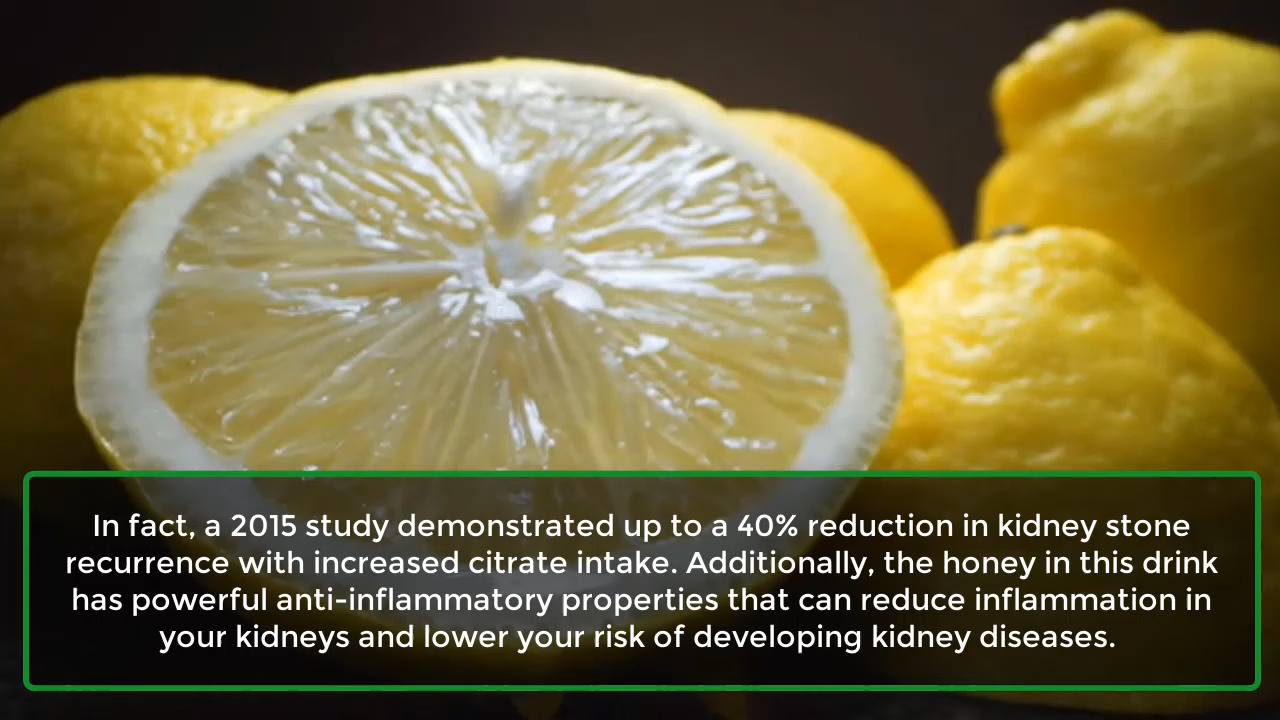 In fact, a 2015 study demonstrated up to a 40% reduction in kidney stone
recurrence with increased citrate intake. Additionally, the honey in this drink
has powerful anti-inflammatory properties that can reduce inflammation in
your kidneys and lower your risk of developing kidney diseases.